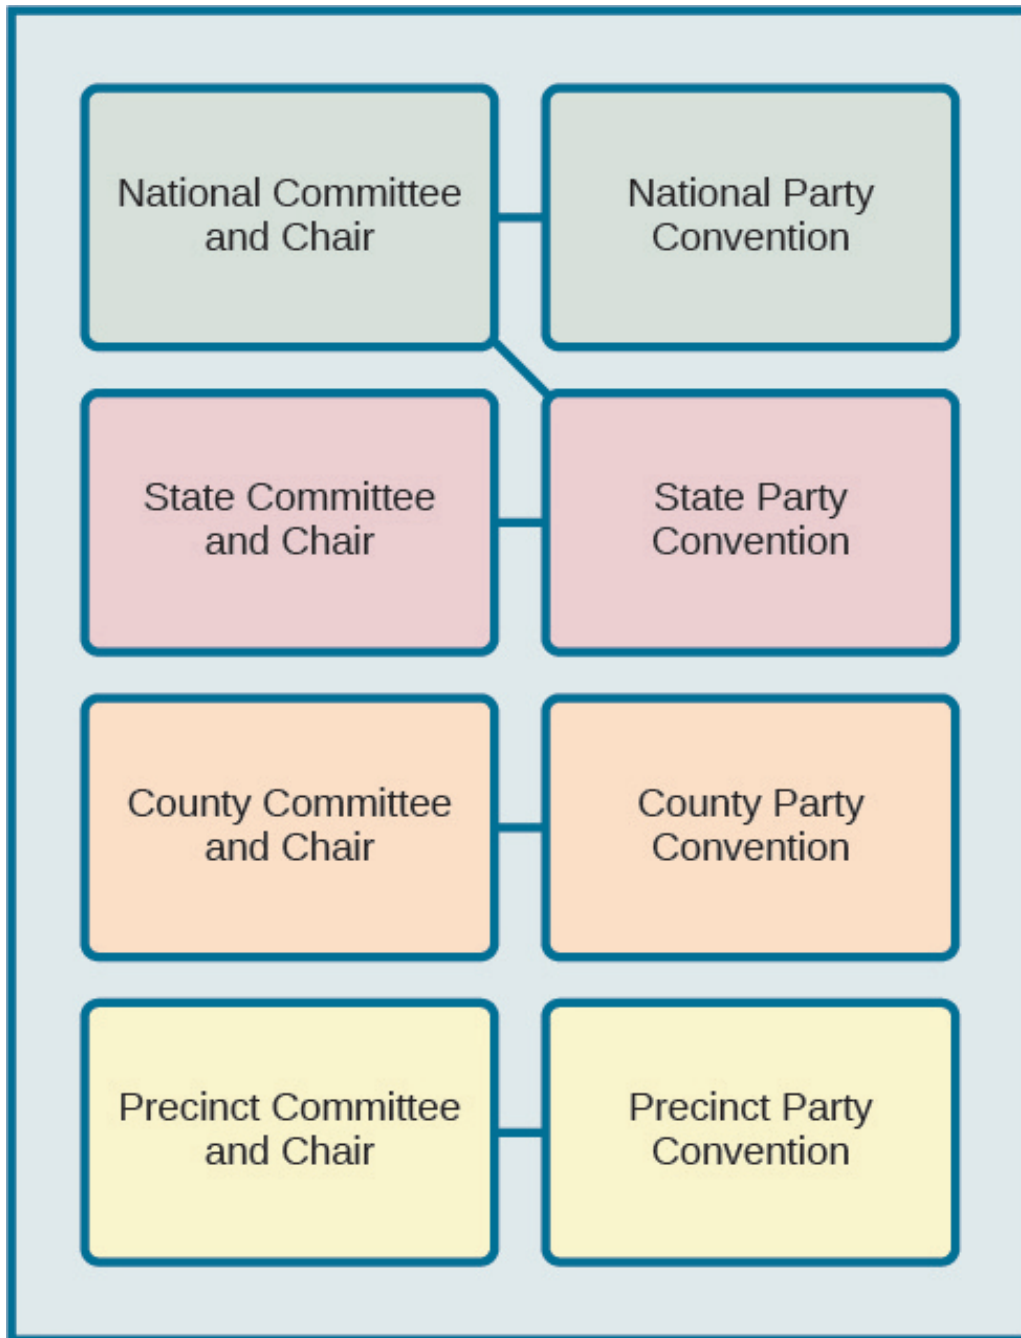 National Committee
and Chair
National Party
Convention
State Committee
and Chair
State Party
Convention
County Committee
and Chair
County Party
Convention
Precinct Committee
and Chair
Precinct Party
Convention